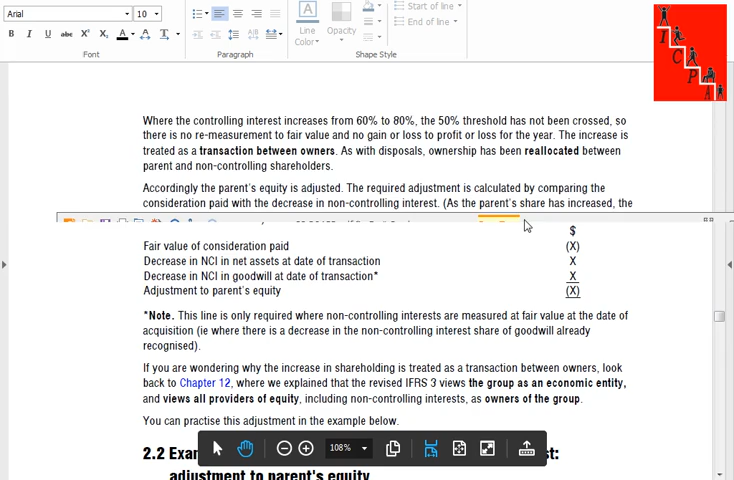 Arial
10
B I U abc X² X₂ A A T
Font
Paragraph
Line
Color
Opacity
Shape Style
Start of line
End of line
I
C
P
A
Where the controlling interest increases from 60% to 80%, the 50% threshold has not been crossed, so
there is no re-measurement to fair value and no gain or loss to profit or loss for the year. The increase is
treated as a transaction between owners. As with disposals, ownership has been reallocated between
parent and non-controlling shareholders.
Accordingly the parent's equity is adjusted. The required adjustment is calculated by comparing the
consideration paid with the decrease in non-controlling interest. (As the parent's share has increased, the
$
Fair value of consideration paid (X)
Decrease in NCI in net assets at date of transaction X
Decrease in NCI in goodwill at date of transaction* X
Adjustment to parent's equity (X)
*Note. This line is only required where non-controlling interests are measured at fair value at the date of
acquisition (ie where there is a decrease in the non-controlling interest share of goodwill already
recognised).
If you are wondering why the increase in shareholding is treated as a transaction between owners, look
back to Chapter 12, where we explained that the revised IFRS 3 views the group as an economic entity,
and views all providers of equity, including non-controlling interests, as owners of the group.
You can practise this adjustment in the example below.
108%
2.2 st:
adjustment to parent's equity